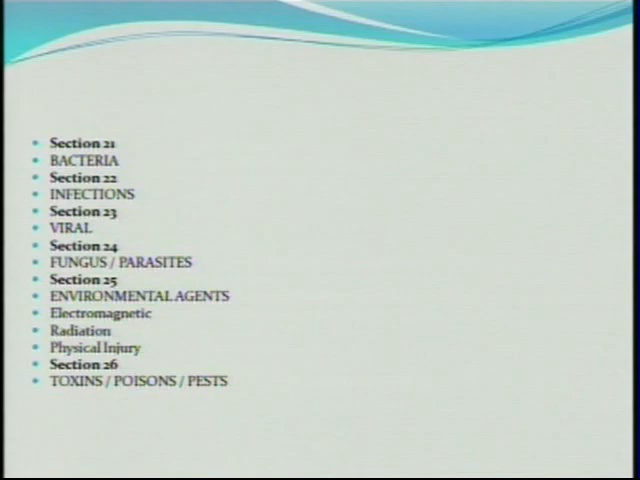 Section 21
BACTERIA
Section 22
INFECTIONS
Section 23
VIRAL
Section 24
FUNGUS / PARASITES
Section 25
ENVIRONMENTAL AGENTS
Electromagnetic
Radiation
Physical Injury
Section 26
TOXINS / POISONS / PESTS